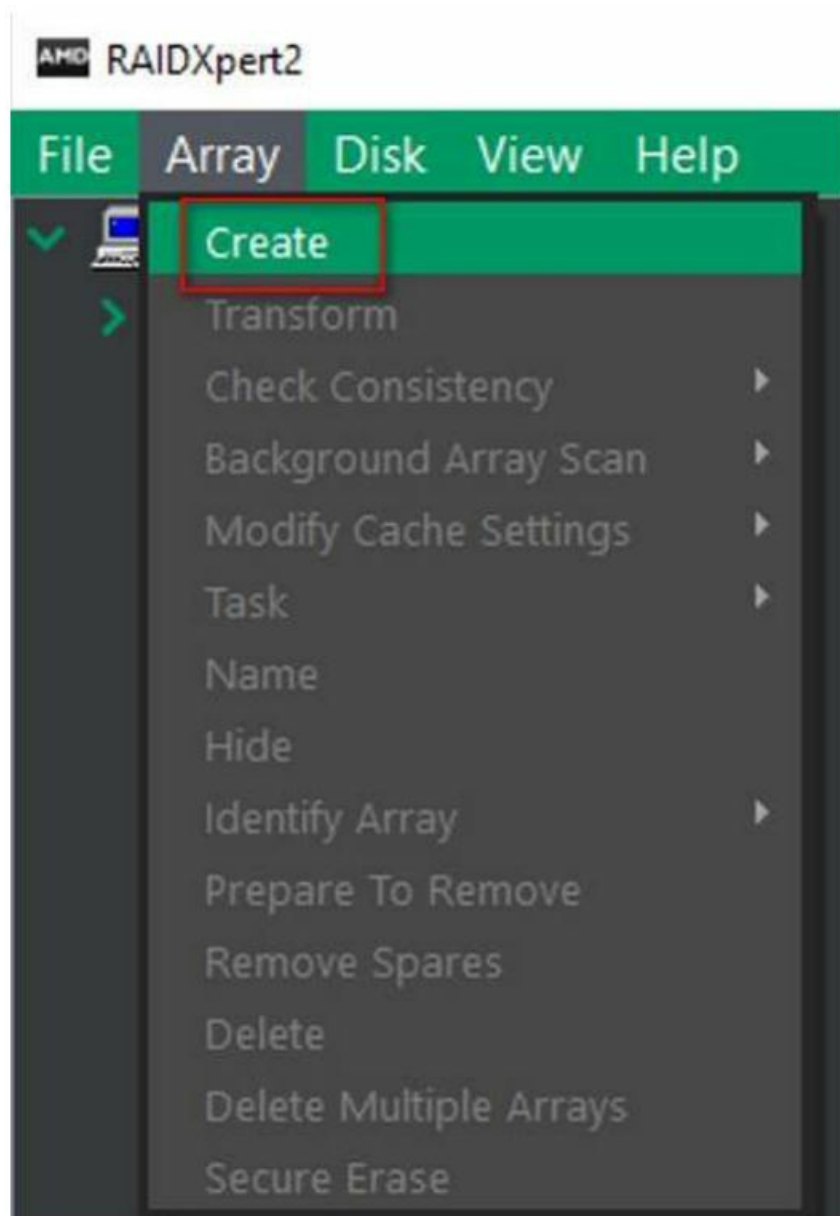 AMD RAIDXpert2
File Array Disk View Help
Create
Transform
Check Consistency
Background Array Scan
Modify Cache Settings
Task
Name
Hide
Identify Array
Prepare To Remove
Remove Spares
Delete
Delete Multiple Arrays
Secure Erase